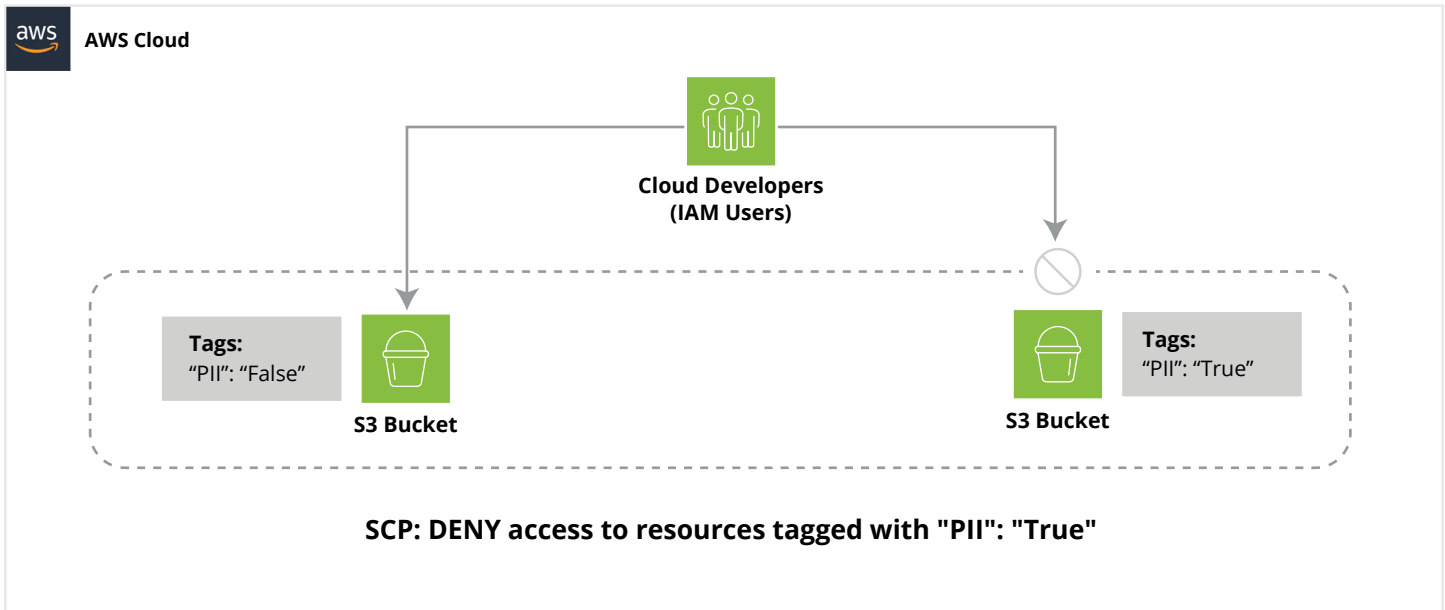 aws
AWS Cloud
Cloud Developers
(IAM Users)
Tags:
“PII”: “False”
S3 Bucket
Tags:
“PII”: “True”
S3 Bucket
SCP: DENY access to resources tagged with "PII": "True"